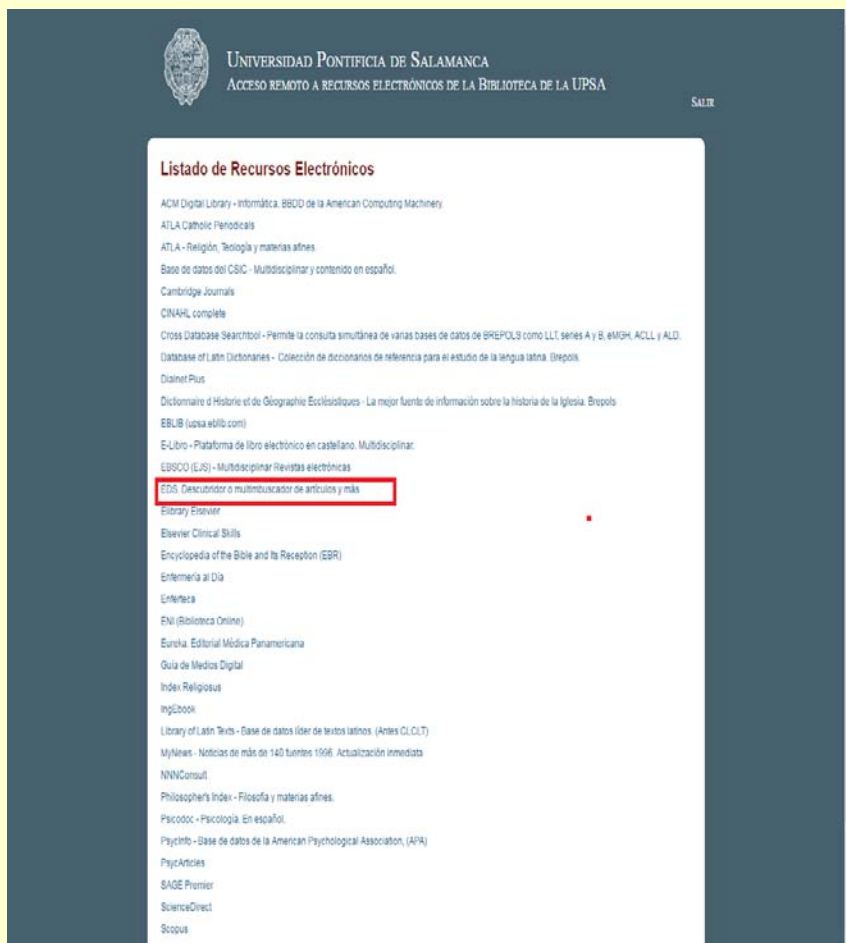 UNIVERSIDAD PONTIFICIA DE SALAMANCA
ACCESO REMOTO A RECURSOS ELECTRÓNICOS DE LA BIBLIOTECA DE LA UPSA
SALIR
Listado de Recursos Electrónicos
ACM Digital Library - Informática. BBDD de la American Computing Machinery.
ATLA Catholic Periodicals
ATLA - Religión, Teología y materias afines.
Base de datos del CSIC - Multidisciplinar y contenido en español.
Cambridge Journals
CINAHL complete
Cross Database Searchtool - Permite la consulta simultánea de varias bases de datos de BREPOLS como LLT, series A y B, eMGH, ACLL y ALD.
Database of Latin Dictionaries - Colección de diccionarios de referencia para el estudio de la lengua latina. Brepols.
Dialnet Plus
Dictionnaire d Historie et de Géographie Ecclésistiques - La mejor fuente de información sobre la historia de la Iglesia. Brepols
EBLIB (upsa.eblib.com)
E-Libro - Plataforma de libro electrónico en castellano. Multidisciplinar.
EBSCO (EJS) - Multidisciplinar Revistas electrónicas
EDS. Descubridor o multimbuscador de artículos y más
Elibrary Elsevier
Elsevier Clinical Skills
Encyclopedia of the Bible and Its Reception (EBR)
Enfermería al Día
Enferteca
ENI (Biblioteca Online)
Eureka. Editorial Médica Panamericana
Guía de Medios Digital
Index Religiosus
IngEbook
Library of Latin Texts - Base de datos líder de textos latinos. (Antes CLCLT)
MyNews - Noticias de más de 140 fuentes 1996. Actualización inmediata
NNNConsult
Philosopher's Index - Filosofía y materias afines.
Psicodoc - Psicología. En español.
PsycInfo - Base de datos de la American Psychological Association, (APA)
PsycArticles
SAGE Premier
ScienceDirect
Scopus